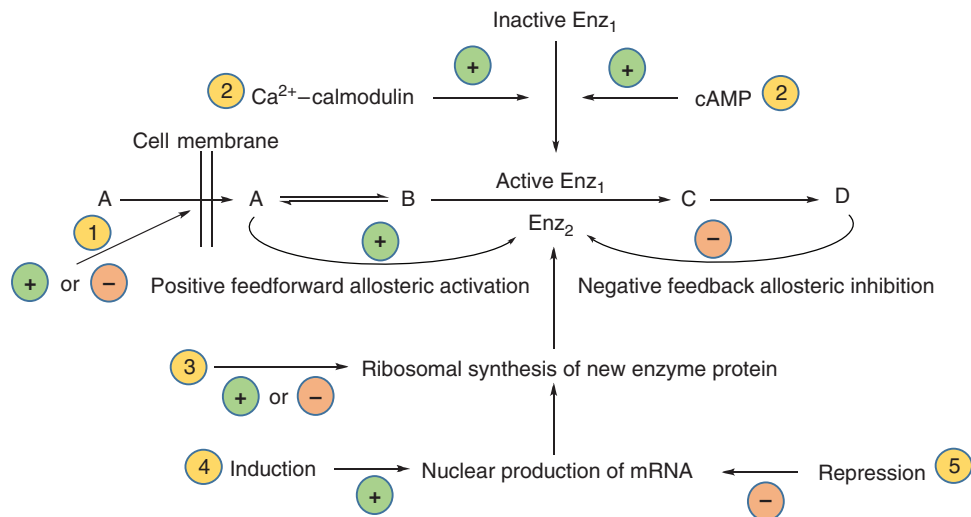 Inactive Enz₁
+ +
2 Ca²⁺–calmodulin cAMP 2
Cell membrane
A A B Active Enz₁ C D
Enz₂
1 + −
+ or − Positive feedforward allosteric activation Negative feedback allosteric inhibition
3 Ribosomal synthesis of new enzyme protein
+ or −
4 Induction Nuclear production of mRNA Repression 5
+ −